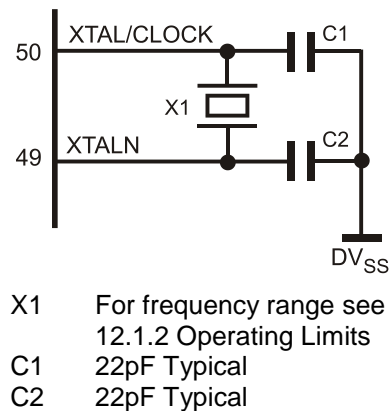 50 XTAL/CLOCK C1
X1
49 XTALN C2
DVSS
X1 For frequency range see
12.1.2 Operating Limits
C1 22pF Typical
C2 22pF Typical